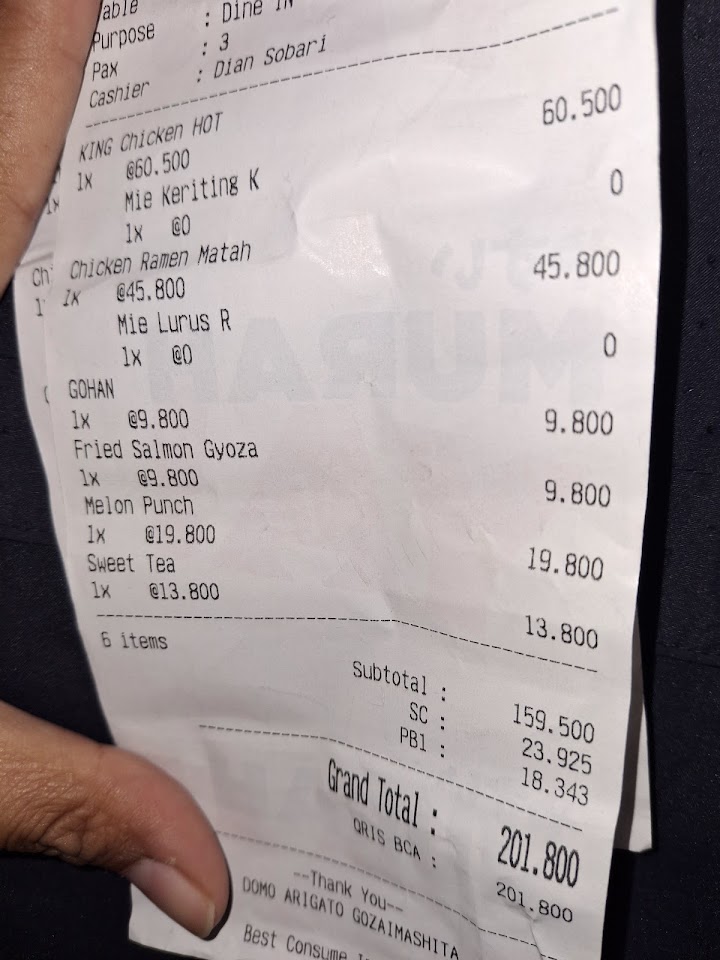 able : Dine IN
Purpose : 3
Pax : Dian Sobari
Cashier
KING Chicken HOT 60.500
1x @60.500
Mie Keriting K 0
1x @0
Chicken Ramen Matah 45.800
1x @45.800
Mie Lurus R 0
1x @0
GOHAN
1x @9.800 9.800
Fried Salmon Gyoza
1x @9.800 9.800
Melon Punch
1x @19.800 19.800
Sweet Tea
1x @13.800 13.800
6 items
Subtotal : 159.500
SC : 23.925
PB1 : 18.343
Grand Total : 201.800
QRIS BCA : 201.800
--Thank You--
DOMO ARIGATO GOZAIMASHITA
Best Consume